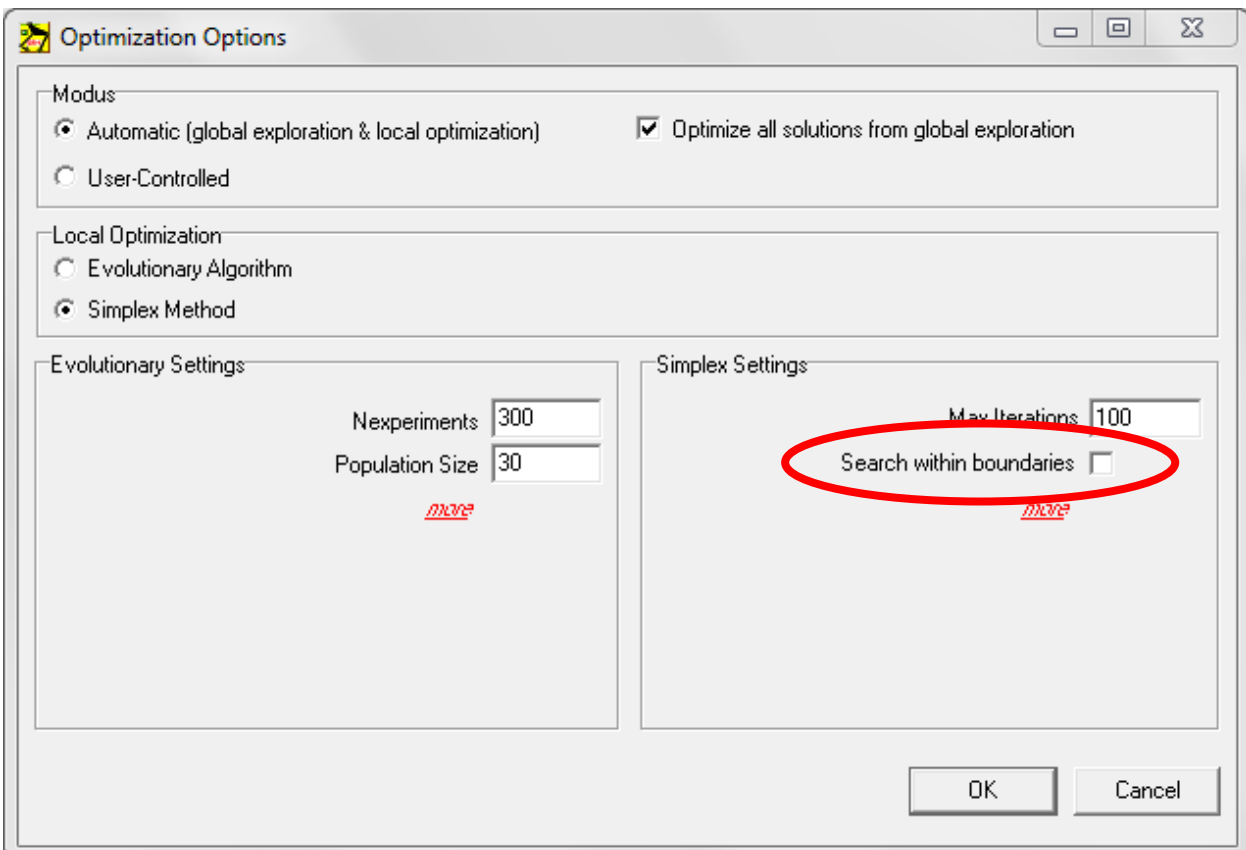 Optimization Options
Modus
Automatic (global exploration & local optimization)
Optimize all solutions from global exploration
User-Controlled
Local Optimization
Evolutionary Algorithm
Simplex Method
Evolutionary Settings
Nexperiments 300
Population Size 30
more
Simplex Settings
Max Iterations 100
Search within boundaries
more
OK
Cancel